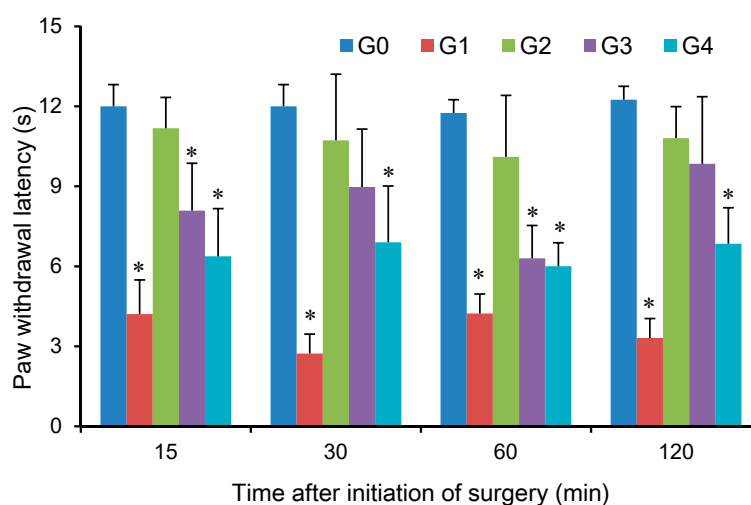 15
G0 G1 G2 G3 G4
12
9
6
3
0
Paw withdrawal latency (s)
* * * * * * * * *
15 30 60 120
Time after initiation of surgery (min)